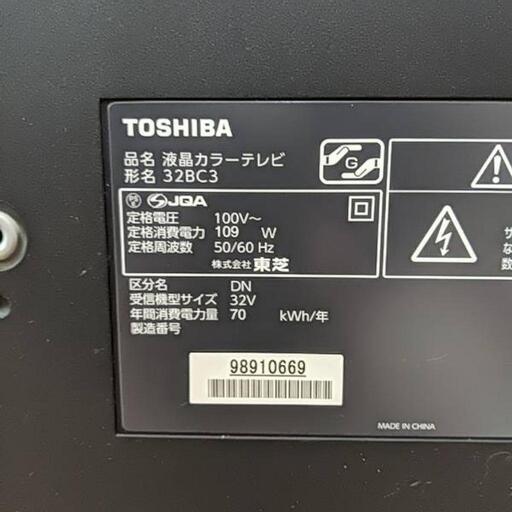 TOSHIBA
品名 液晶カラーテレビ
形名 32BC3
G
JQA
定格電圧 100V～
定格消費電力 109 W
定格周波数 50/60 Hz
株式会社 東芝
区分名 DN
受信機型サイズ 32V
年間消費電力量 70 kWh/年
製造番号
98910669
サ
な
数
MADE IN CHINA